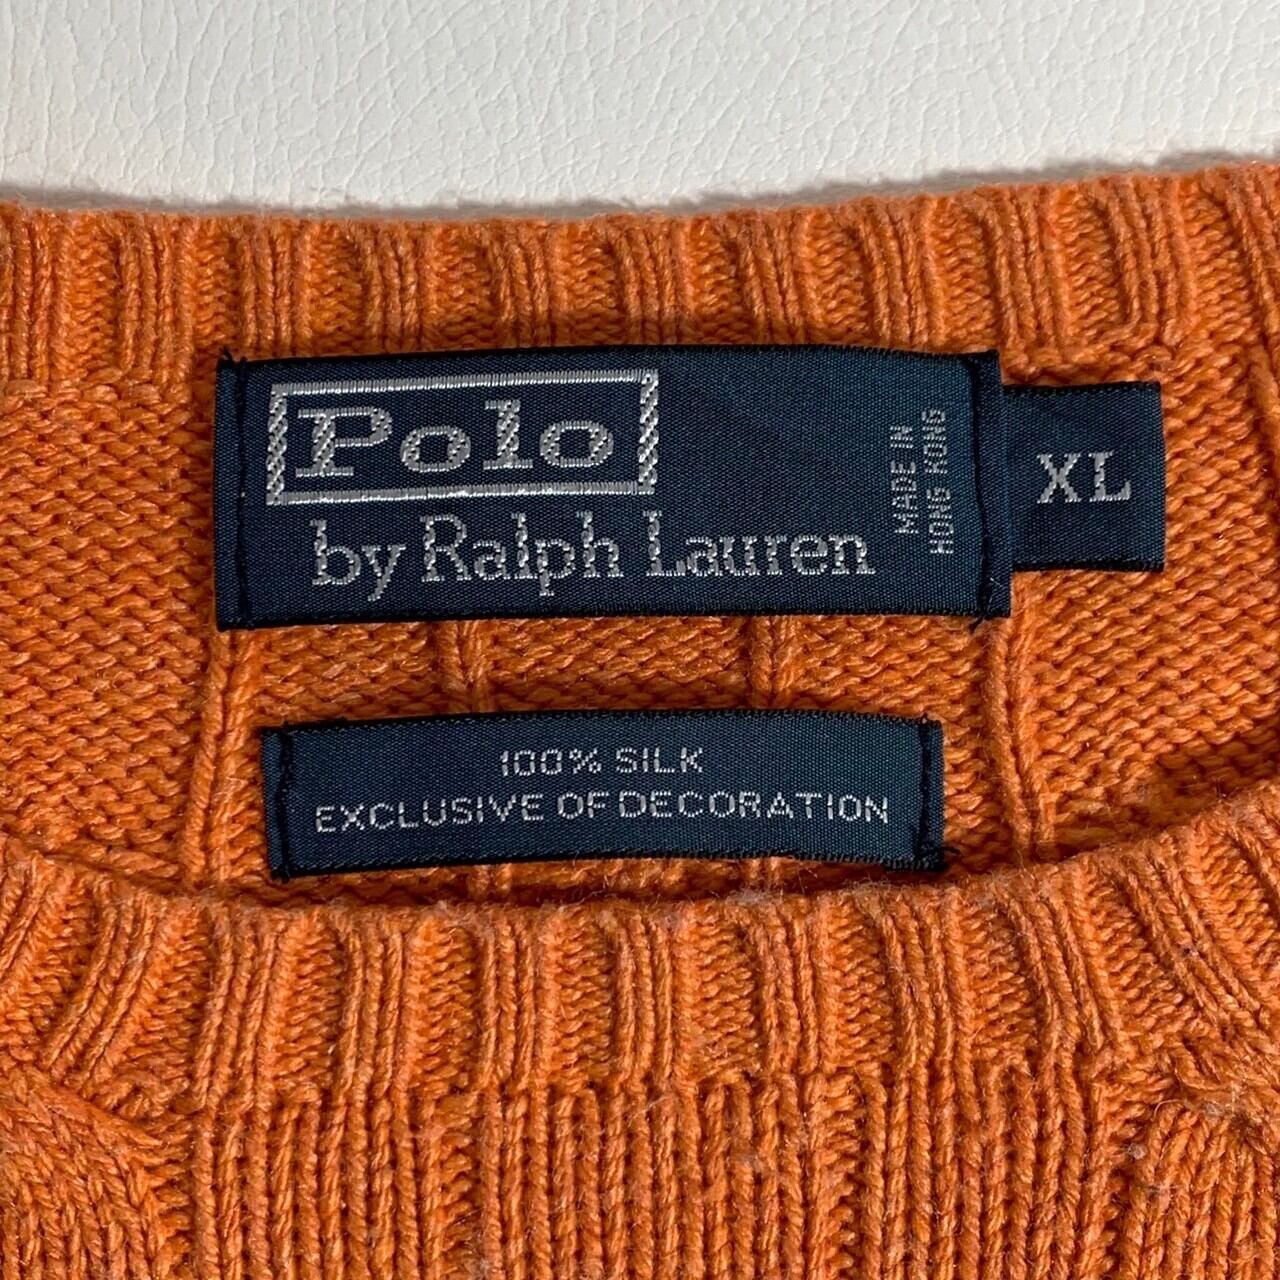 Polo
by Ralph Lauren
MADE IN
HONG KONG
XL
100% SILK
EXCLUSIVE OF DECORATION